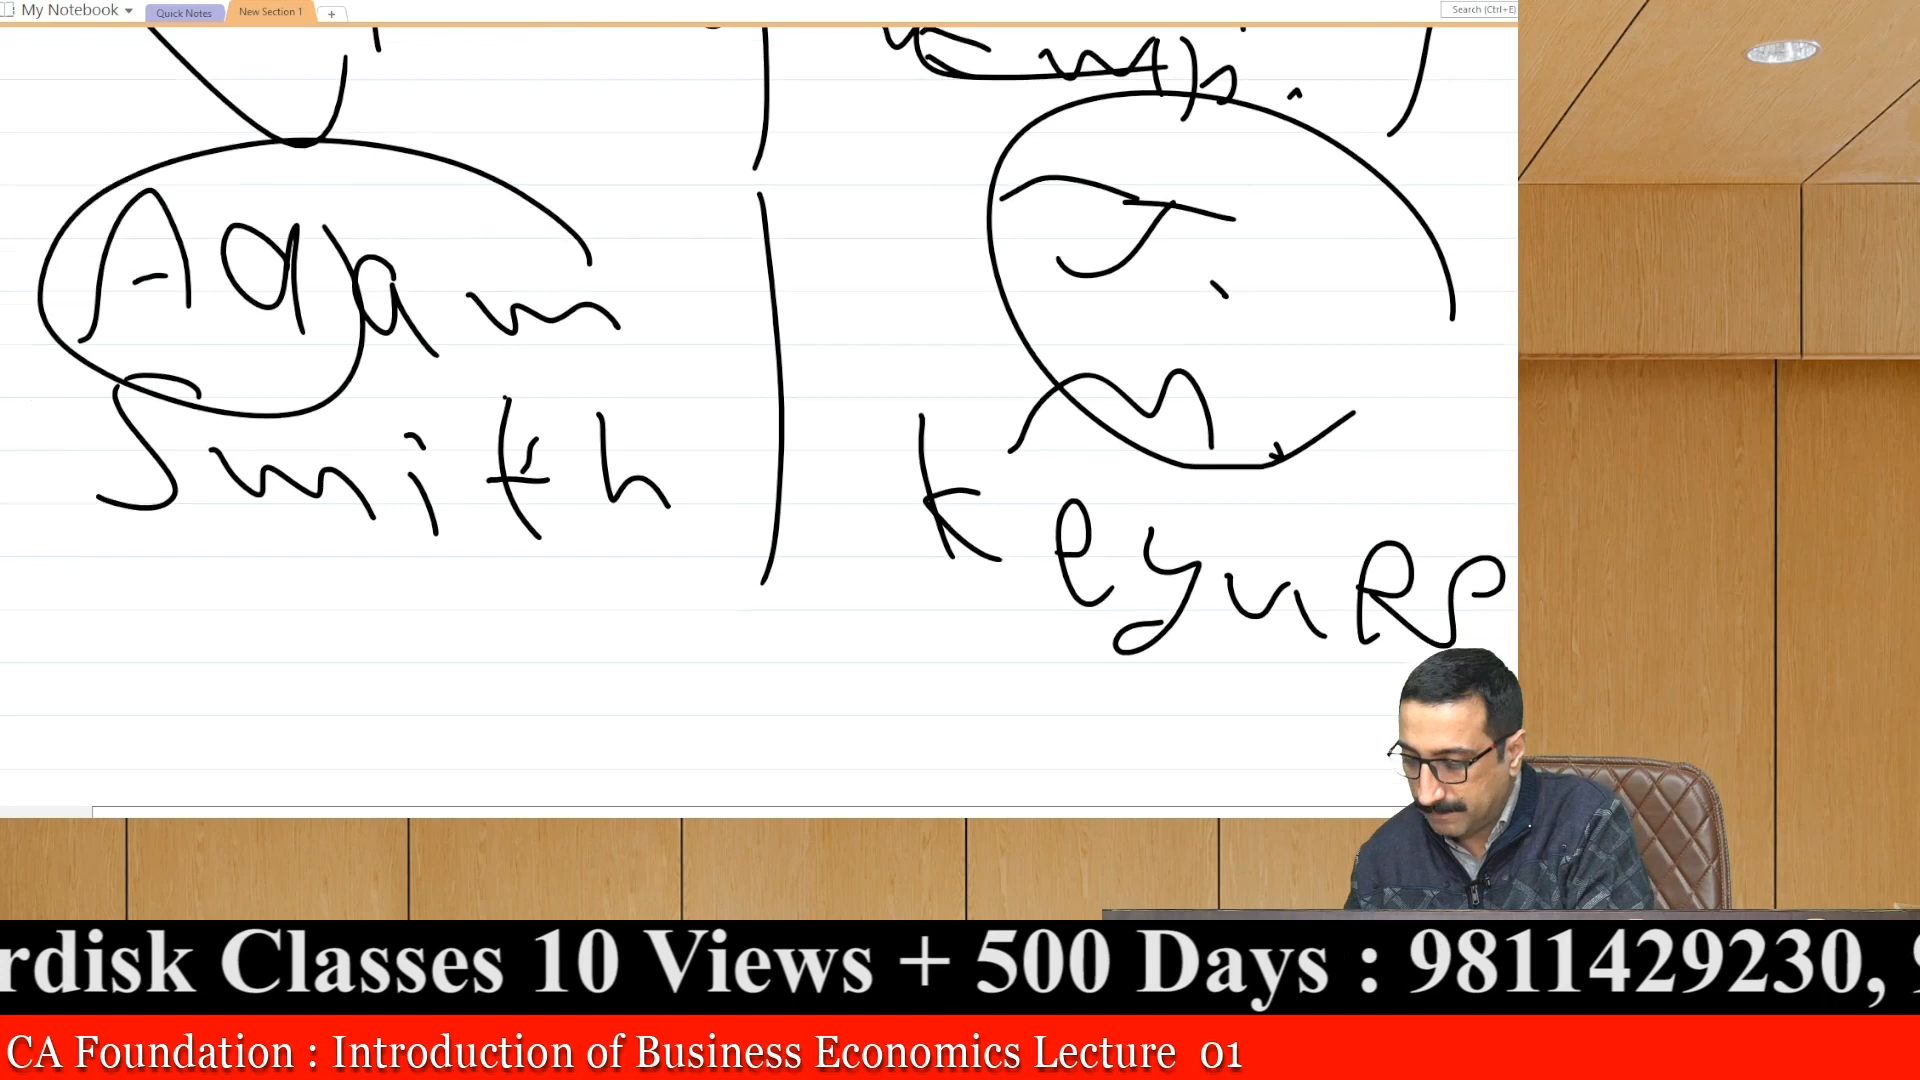 My Notebook
Quick Notes
New Section 1
+
Search (Ctrl+E)
Adam
Smith
J.
M
Keynes
rdisk Classes 10 Views + 500 Days : 9811429230,
CA Foundation : Introduction of Business Economics Lecture 01